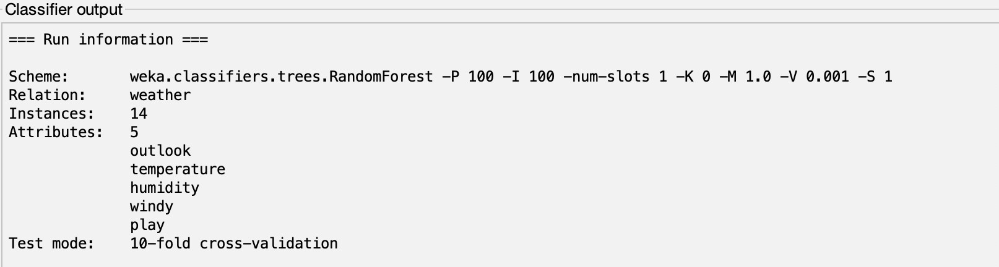 Classifier output
=== Run information ===
Scheme: weka.classifiers.trees.RandomForest -P 100 -I 100 -num-slots 1 -K 0 -M 1.0 -V 0.001 -S 1
Relation: weather
Instances: 14
Attributes: 5
outlook
temperature
humidity
windy
play
Test mode: 10-fold cross-validation